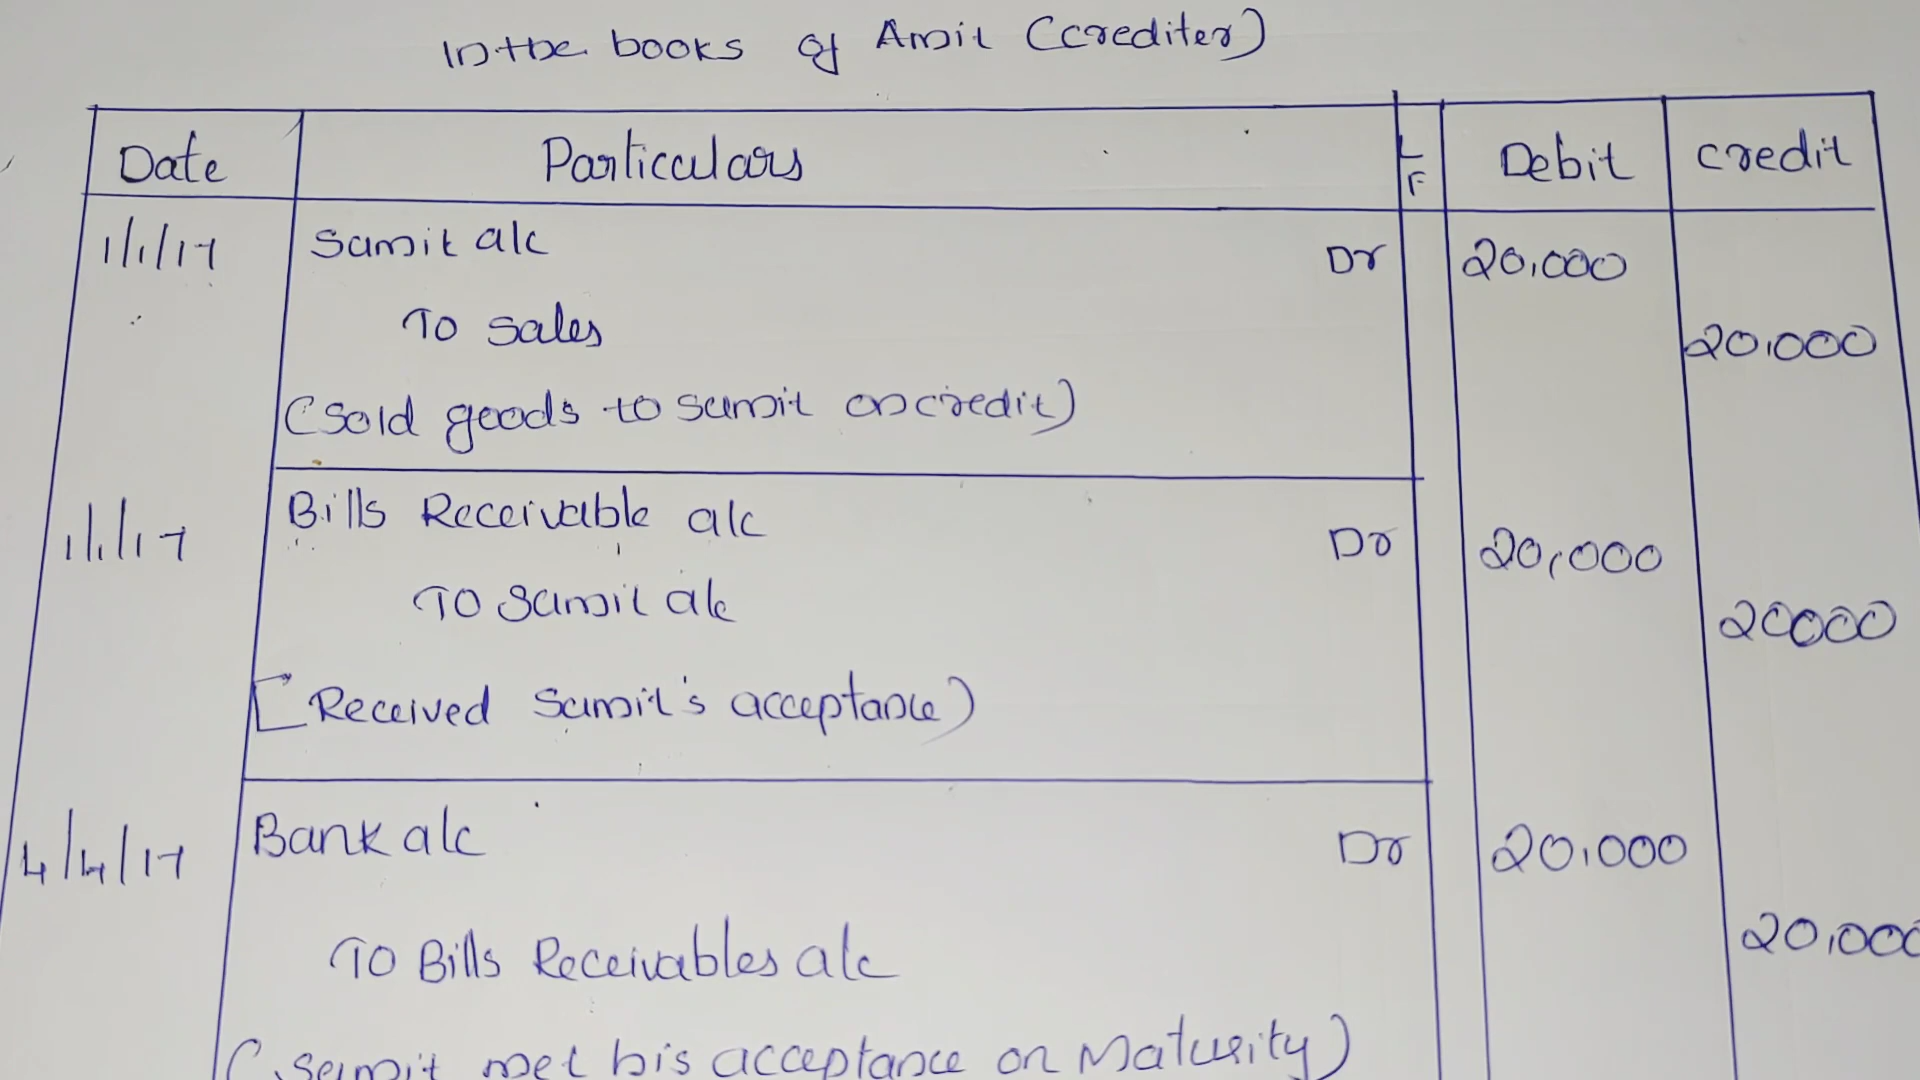 In the books of Amit (crediter)
Date Particulars LF Debit credit
1/1/17 Sumit a/c Dr 20,000
To sales 20,000
(Sold goods to sumit on credit)
1/1/17 Bills Receivable a/c Dr 20,000
To Sumit a/c 20000
[Received Sumit's acceptance)
4/4/17 Bank a/c Dr 20,000
To Bills Receivables a/c 20,000
(Sumit met his acceptance on Maturity)